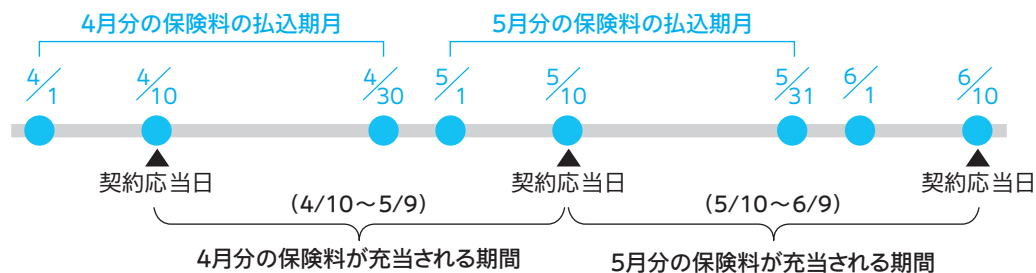 4月分の保険料の払込期月
5月分の保険料の払込期月
4/1
4/10
4/30
5/1
5/10
5/31
6/1
6/10
契約応当日
契約応当日
契約応当日
(4/10〜5/9)
(5/10〜6/9)
4月分の保険料が充当される期間
5月分の保険料が充当される期間